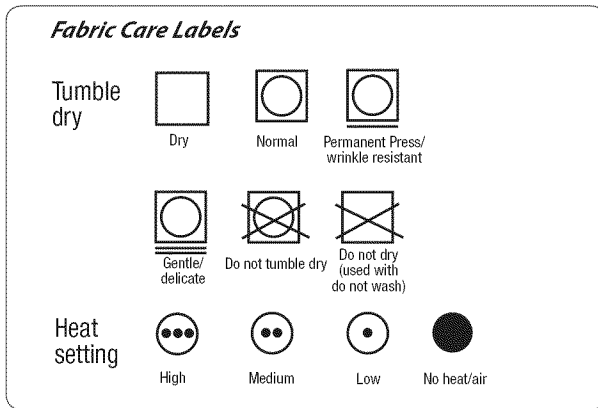 Fabric Care Labels
Tumble
dry
Dry
Normal
Permanent Press/
wrinkle resistant
Gentle/
delicate
Do not tumble dry
Do not dry
(used with
do not wash)
Heat
setting
High
Medium
Low
No heat/air